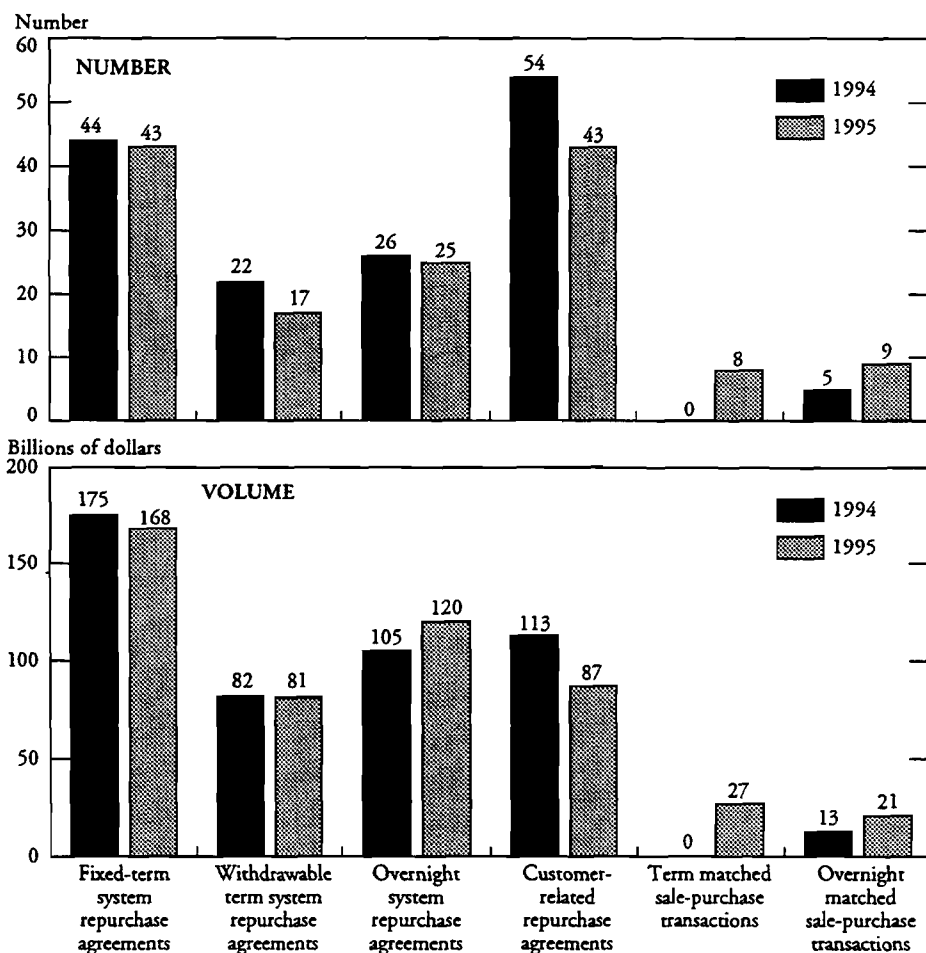 Number
60
NUMBER
1994
1995
54
50
44
43
43
40
30
26
25
22
20
17
10
8
9
5
0
0
Billions of dollars
200
VOLUME
1994
1995
175
168
150
120
113
105
100
87
82
81
50
27
21
13
0
0
Fixed-term
system
repurchase
agreements
Withdrawable
term system
repurchase
agreements
Overnight
system
repurchase
agreements
Customer-
related
repurchase
agreements
Term matched
sale-purchase
transactions
Overnight
matched
sale-purchase
transactions